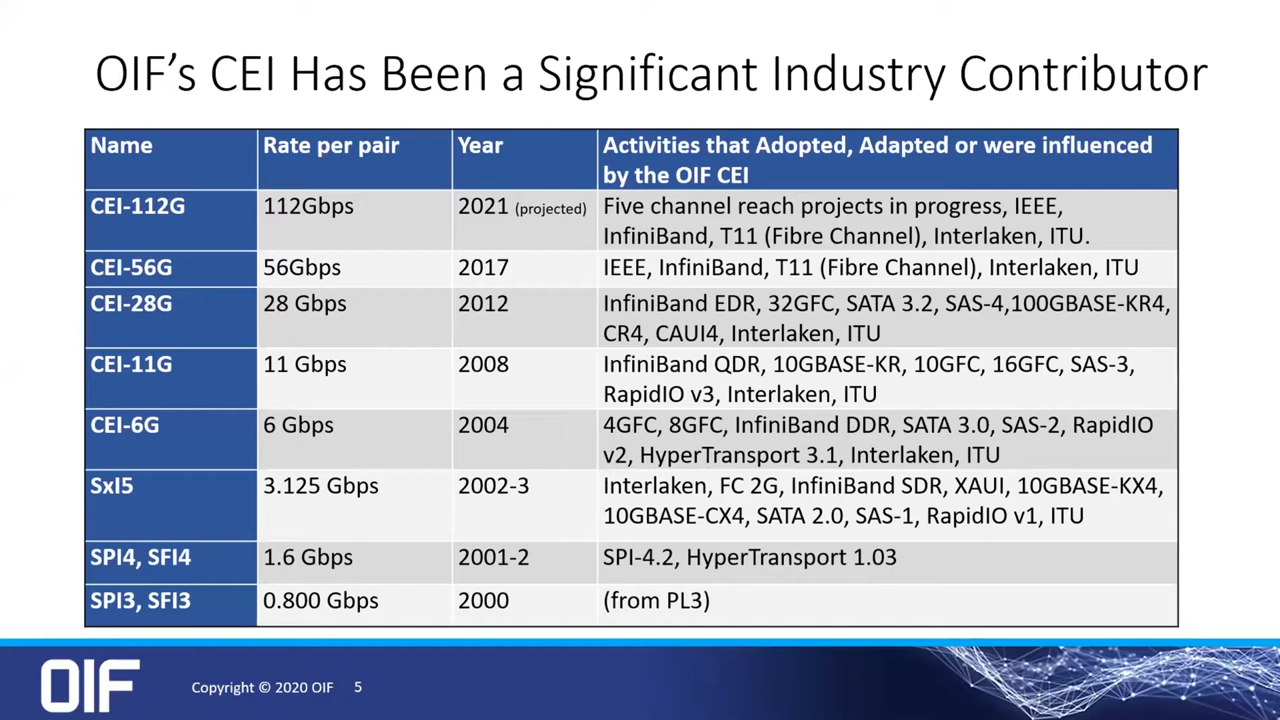 OIF’s CEI Has Been a Significant Industry Contributor
Name Rate per pair Year Activities that Adopted, Adapted or were influenced
by the OIF CEI
CEI-112G 112Gbps 2021 (projected) Five channel reach projects in progress, IEEE,
InfiniBand, T11 (Fibre Channel), Interlaken, ITU.
CEI-56G 56Gbps 2017 IEEE, InfiniBand, T11 (Fibre Channel), Interlaken, ITU
CEI-28G 28 Gbps 2012 InfiniBand EDR, 32GFC, SATA 3.2, SAS-4,100GBASE-KR4,
CR4, CAUI4, Interlaken, ITU
CEI-11G 11 Gbps 2008 InfiniBand QDR, 10GBASE-KR, 10GFC, 16GFC, SAS-3,
RapidIO v3, Interlaken, ITU
CEI-6G 6 Gbps 2004 4GFC, 8GFC, InfiniBand DDR, SATA 3.0, SAS-2, RapidIO
v2, HyperTransport 3.1, Interlaken, ITU
SxI5 3.125 Gbps 2002-3 Interlaken, FC 2G, InfiniBand SDR, XAUI, 10GBASE-KX4,
10GBASE-CX4, SATA 2.0, SAS-1, RapidIO v1, ITU
SPI4, SFI4 1.6 Gbps 2001-2 SPI-4.2, HyperTransport 1.03
SPI3, SFI3 0.800 Gbps 2000 (from PL3)
OIF Copyright © 2020 OIF 5